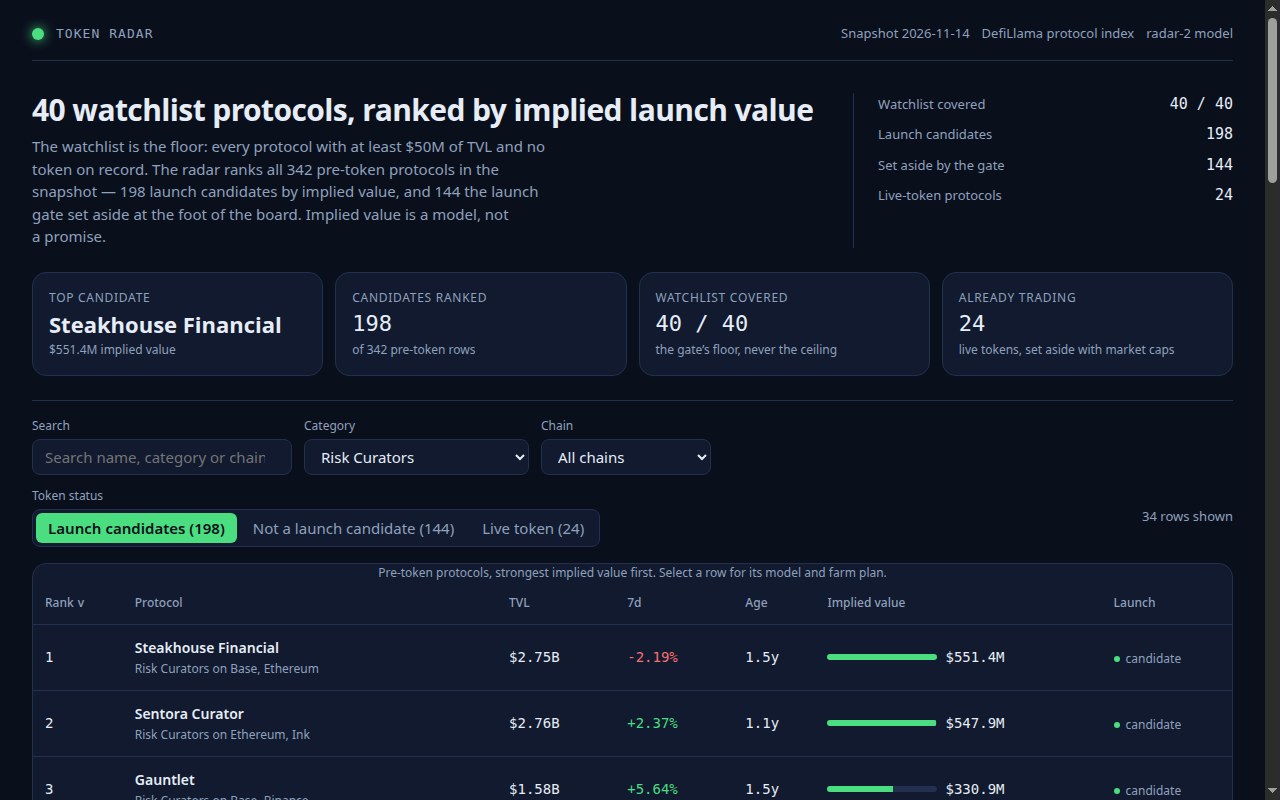 TOKEN RADAR
Snapshot 2026-11-14 DefiLlama protocol index radar-2 model
40 watchlist protocols, ranked by implied launch value
The watchlist is the floor: every protocol with at least $50M of TVL and no
token on record. The radar ranks all 342 pre-token protocols in the
snapshot — 198 launch candidates by implied value, and 144 the launch
gate set aside at the foot of the board. Implied value is a model, not
a promise.
Watchlist covered 40 / 40
Launch candidates 198
Set aside by the gate 144
Live-token protocols 24
TOP CANDIDATE
Steakhouse Financial
$551.4M implied value
CANDIDATES RANKED
198
of 342 pre-token rows
WATCHLIST COVERED
40 / 40
the gate's floor, never the ceiling
ALREADY TRADING
24
live tokens, set aside with market caps
Search Category Chain
Search name, category or chain Risk Curators All chains
Token status
Launch candidates (198) Not a launch candidate (144) Live token (24)
34 rows shown
Pre-token protocols, strongest implied value first. Select a row for its model and farm plan.
Rank v Protocol TVL 7d Age Implied value Launch
1 Steakhouse Financial $2.75B -2.19% 1.5y $551.4M candidate
Risk Curators on Base, Ethereum
2 Sentora Curator $2.76B +2.37% 1.1y $547.9M candidate
Risk Curators on Ethereum, Ink
3 Gauntlet $1.58B +5.64% 1.5y $330.9M candidate
Risk Curators on Base, Binance